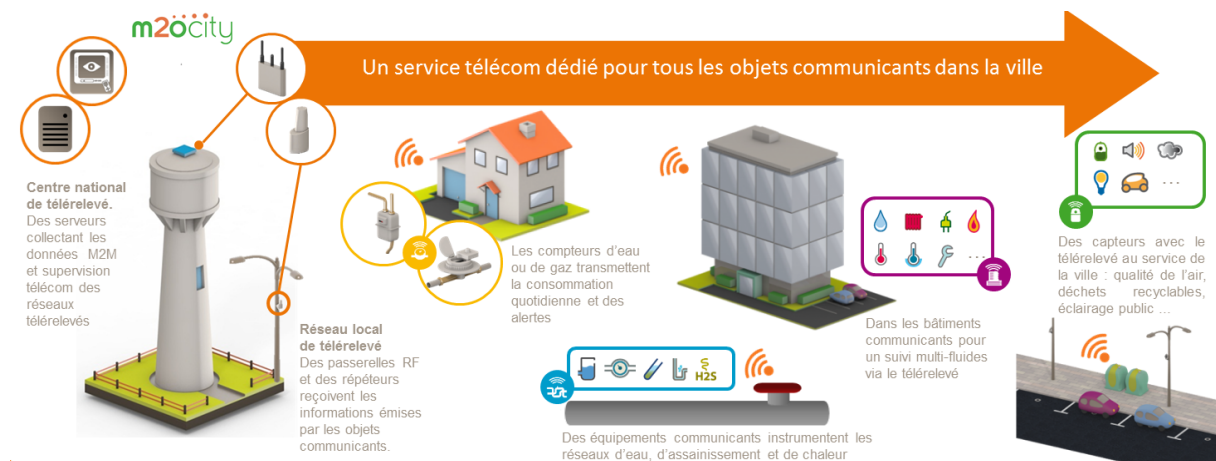 m2ocity
Un service télécom dédié pour tous les objets communicants dans la ville
Centre national
de télérelevé.
Des serveurs
collectant les
données M2M
et supervision
télécom des
réseaux
télérelevés
Réseau local
de télérelevé
Des passerelles RF
et des répéteurs
reçoivent les
informations émises
par les objets
communicants.
Les compteurs d'eau
ou de gaz transmettent
la consommation
quotidienne et des
alertes
H2S
Des équipements communicants instrumentent les
réseaux d'eau, d'assainissement et de chaleur
...
Dans les bâtiments
communicants pour
un suivi multi-fluides
via le télérelevé
...
Des capteurs avec le
télérelevé au service de
la ville : qualité de l'air,
déchets recyclables,
éclairage public ...